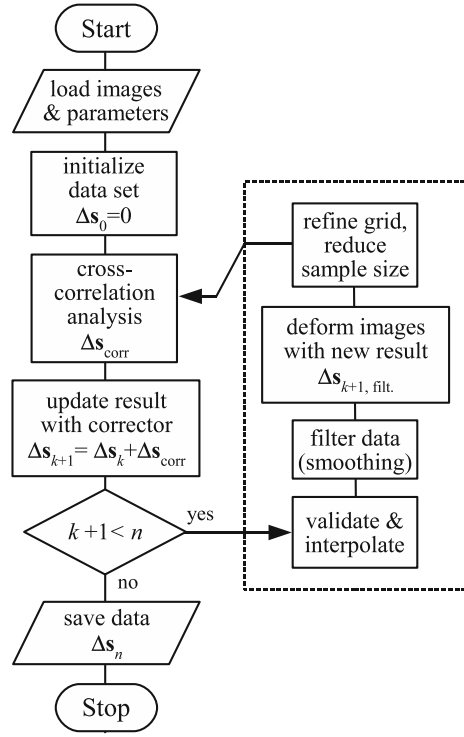 Start
load images
& parameters
initialize
data set
Δs₀=0
cross-
correlation
analysis
Δs_corr
update result
with corrector
Δs_k+1 = Δs_k+Δs_corr
k +1< n
yes
no
save data
Δs_n
Stop
refine grid,
reduce
sample size
deform images
with new result
Δs_k+1, filt.
filter data
(smoothing)
validate &
interpolate